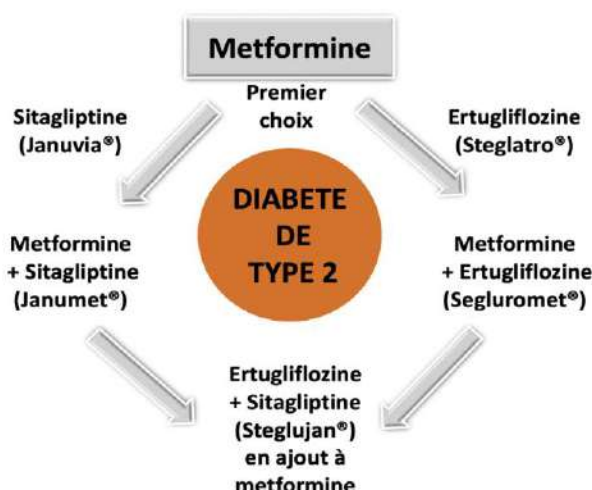 Metformine
Premier
choix
Sitagliptine
(Januvia®)
Ertugliflozine
(Steglatro®)
DIABETE
DE
TYPE 2
Metformine
+ Sitagliptine
(Janumet®)
Metformine
+ Ertugliflozine
(Segluromet®)
Ertugliflozine
+ Sitagliptine
(Steglujan®)
en ajout à
metformine